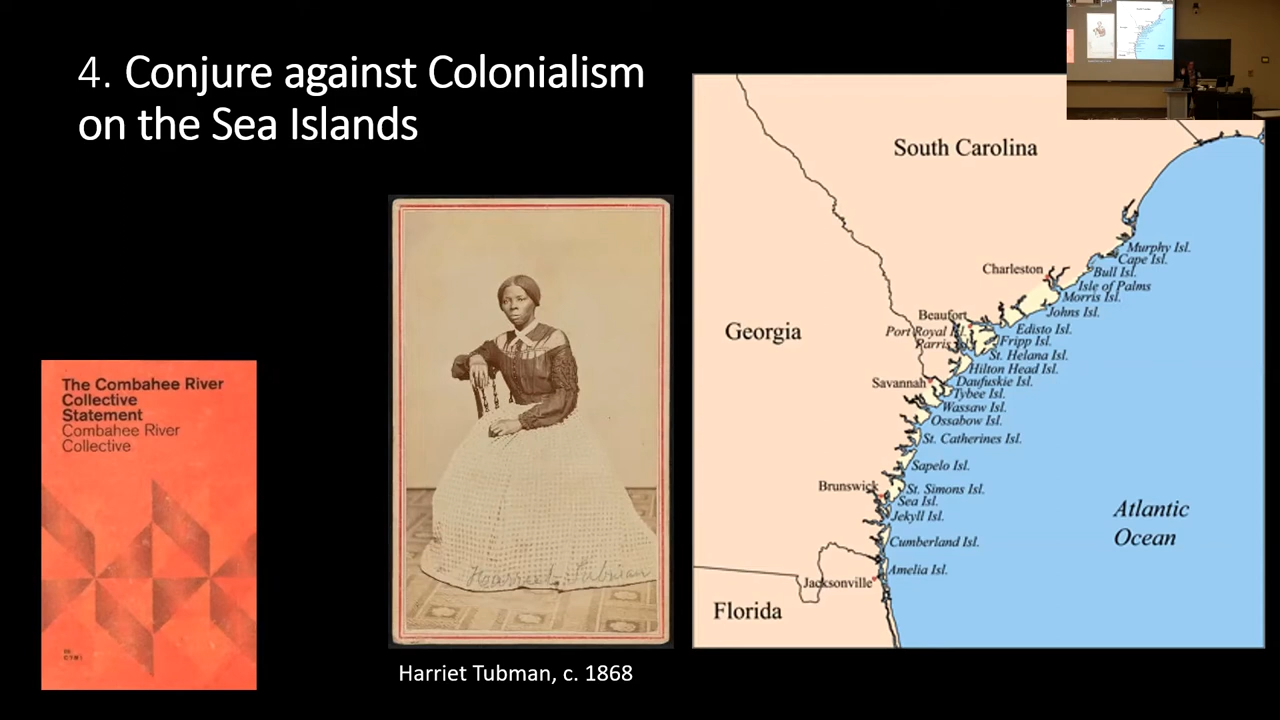 4. Conjure against Colonialism
on the Sea Islands
The Combahee River
Collective
Statement
Combahee River
Collective
Harriet Tubman
Harriet Tubman, c. 1868
South Carolina
Georgia
Florida
Atlantic
Ocean
Murphy Isl.
Cape Isl.
Bull Isl.
Charleston
Isle of Palms
Morris Isl.
Johns Isl.
Beaufort
Edisto Isl.
Port Royal Isl.
Fripp Isl.
Parris Isl.
St. Helana Isl.
Hilton Head Isl.
Savannah
Daufuskie Isl.
Tybee Isl.
Wassaw Isl.
Ossabow Isl.
St. Catherines Isl.
Sapelo Isl.
Brunswick
St. Simons Isl.
Sea Isl.
Jekyll Isl.
Cumberland Isl.
Amelia Isl.
Jacksonville